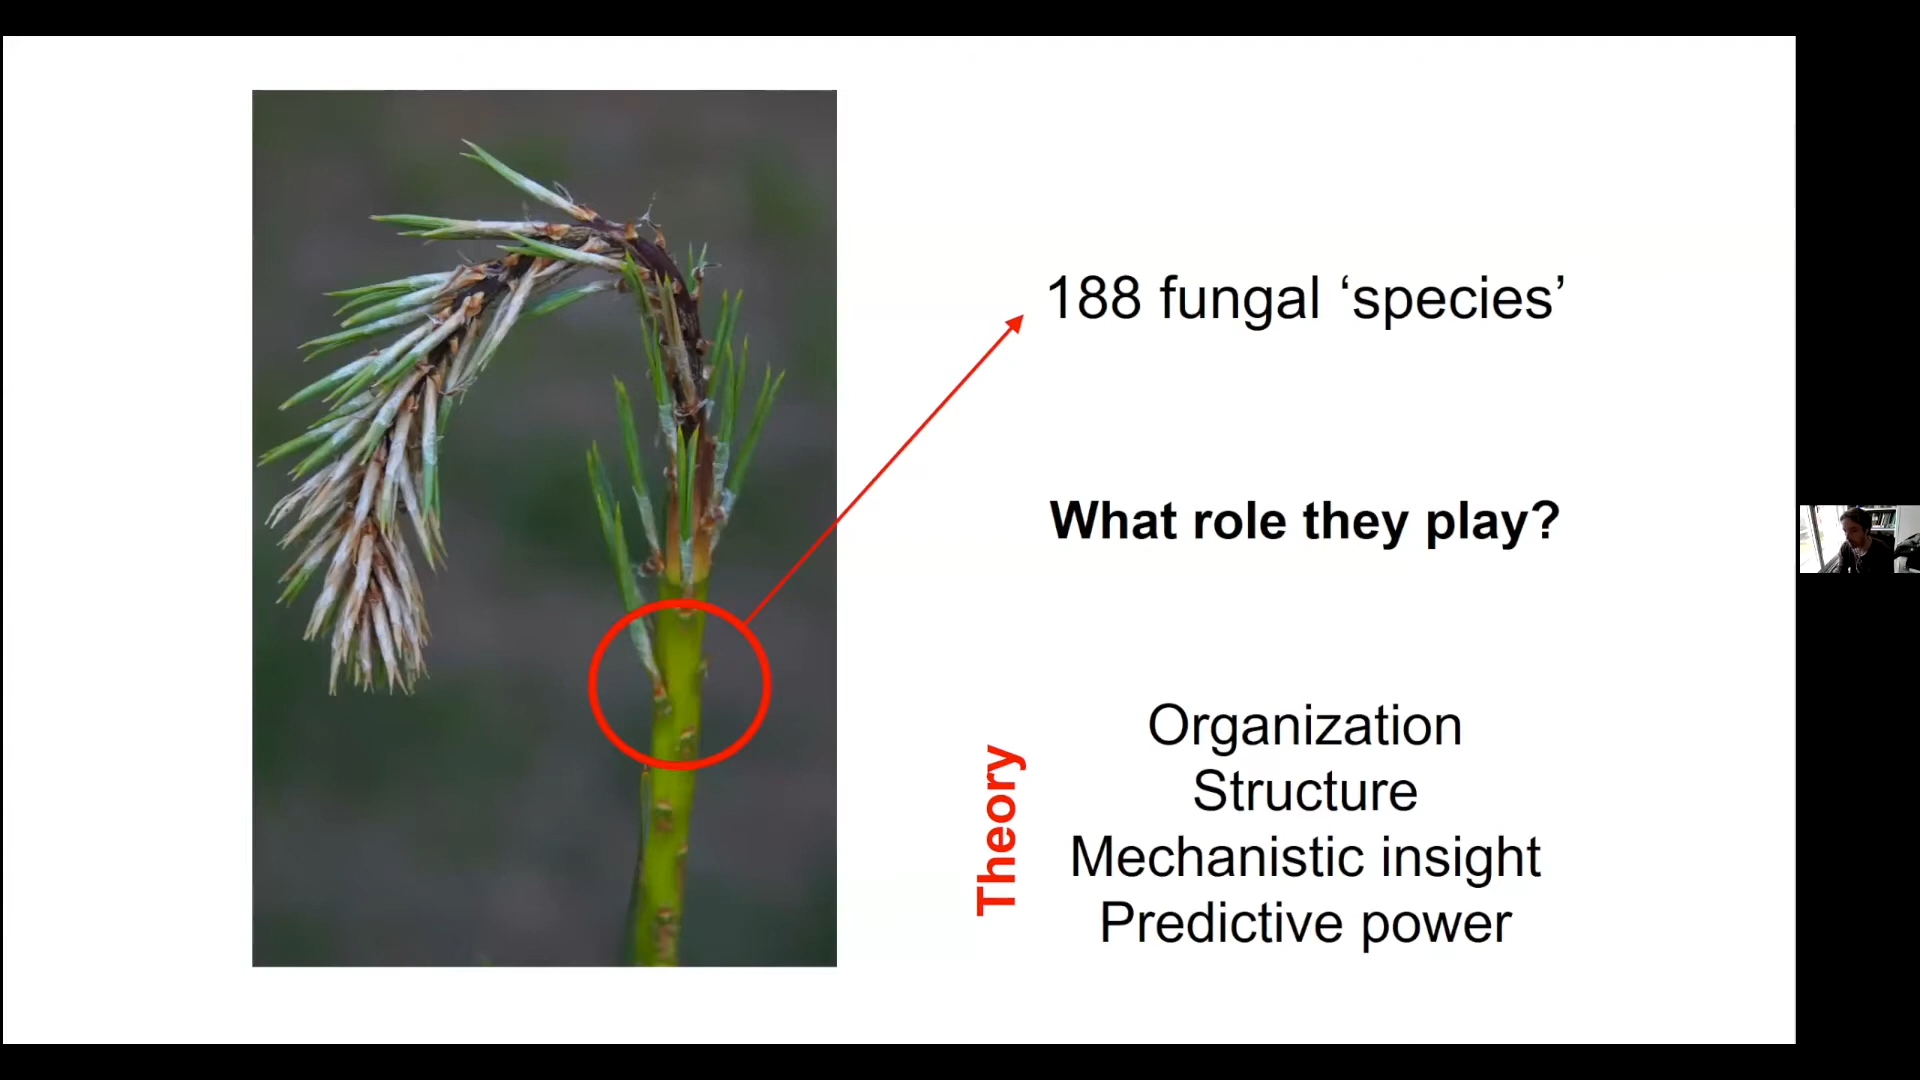 188 fungal ‘species’
What role they play?
Theory
Organization
Structure
Mechanistic insight
Predictive power